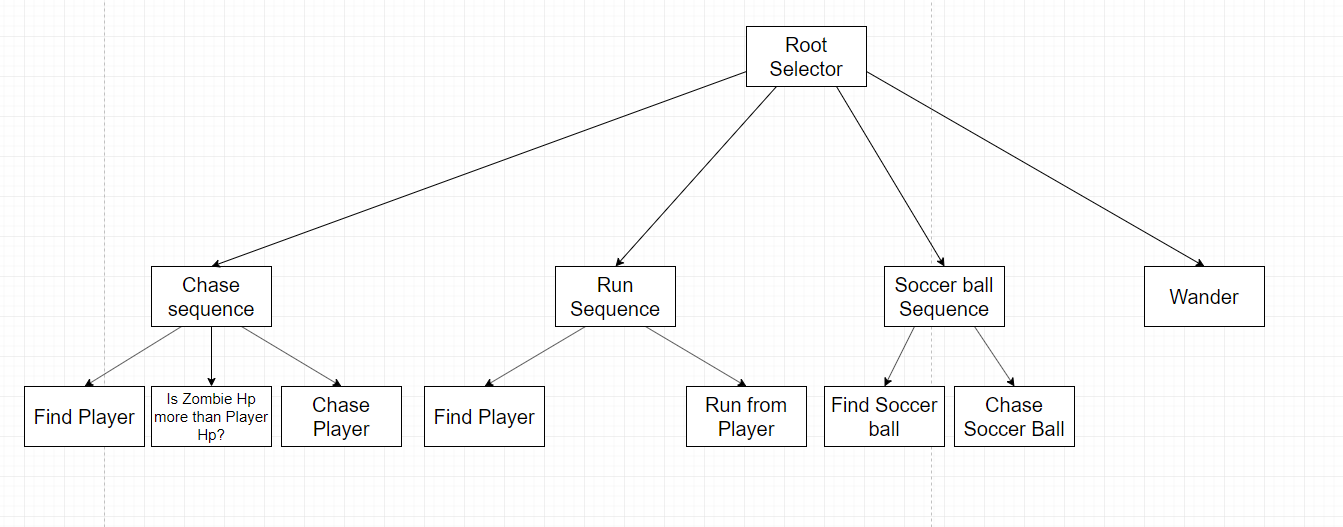 Root
Selector
Chase
sequence
Run
Sequence
Soccer ball
Sequence
Wander
Find Player
Is Zombie Hp
more than Player
Hp?
Chase
Player
Find Player
Run from
Player
Find Soccer
ball
Chase
Soccer Ball